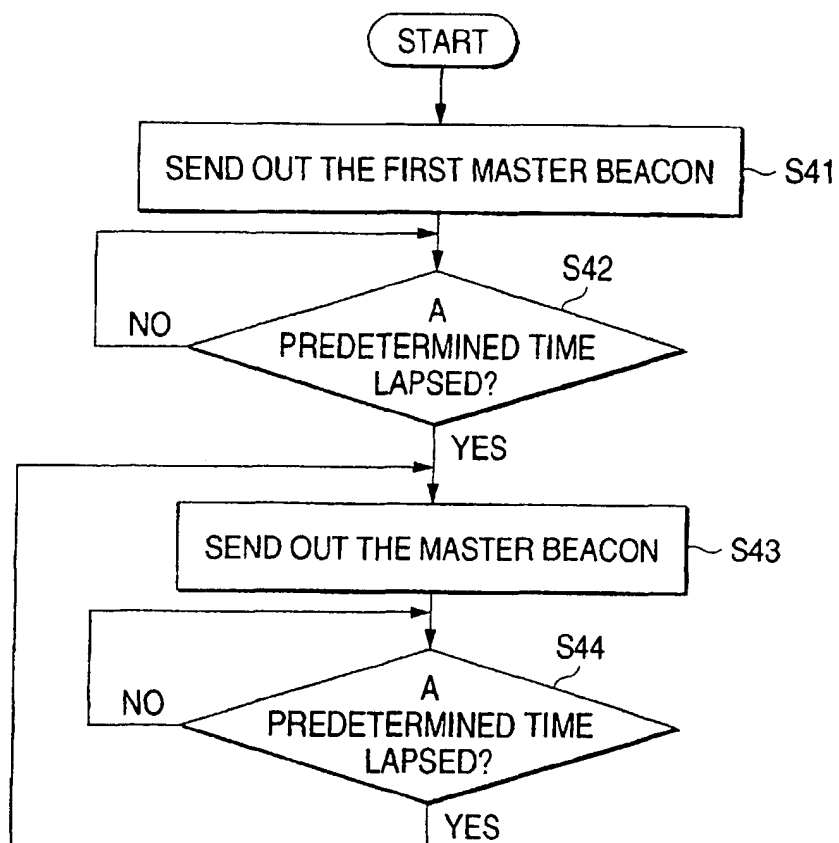 START
SEND OUT THE FIRST MASTER BEACON
S41
S42
A
PREDETERMINED TIME
LAPSED?
NO
YES
SEND OUT THE MASTER BEACON
S43
S44
A
PREDETERMINED TIME
LAPSED?
NO
YES